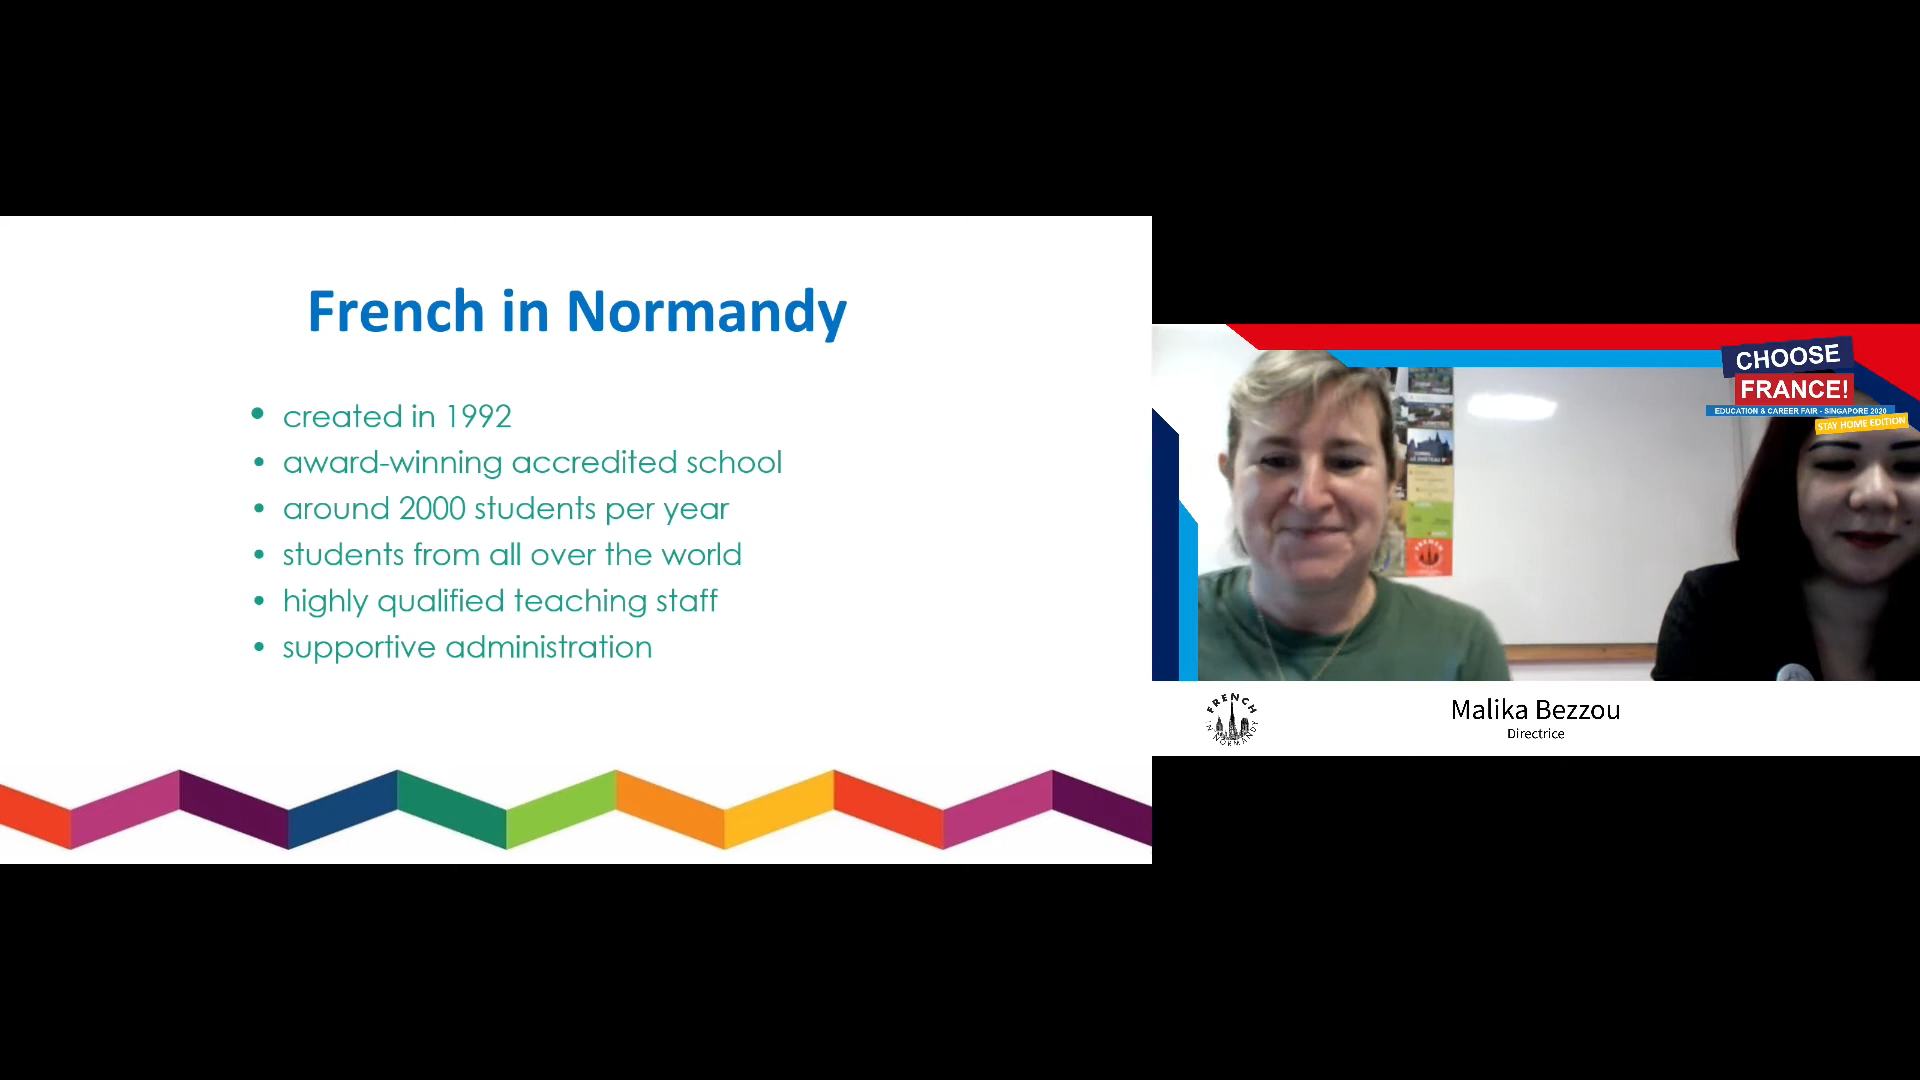 French in Normandy
• created in 1992
• award-winning accredited school
• around 2000 students per year
• students from all over the world
• highly qualified teaching staff
• supportive administration
CHOOSE
FRANCE!
EDUCATION & CAREER FAIR - SINGAPORE 2020
STAY HOME EDITION
FRENCH
IN NORMANDY
Malika Bezzou
Directrice